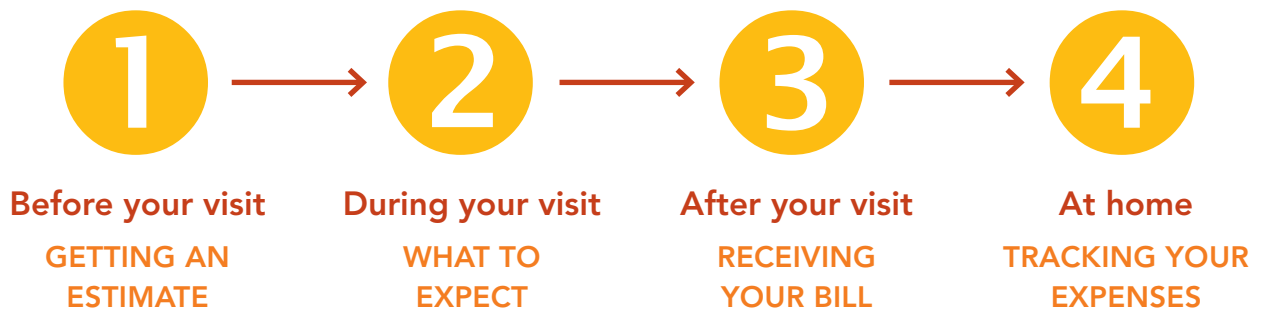 1
Before your visit
GETTING AN
ESTIMATE
2
During your visit
WHAT TO
EXPECT
3
After your visit
RECEIVING
YOUR BILL
4
At home
TRACKING YOUR
EXPENSES